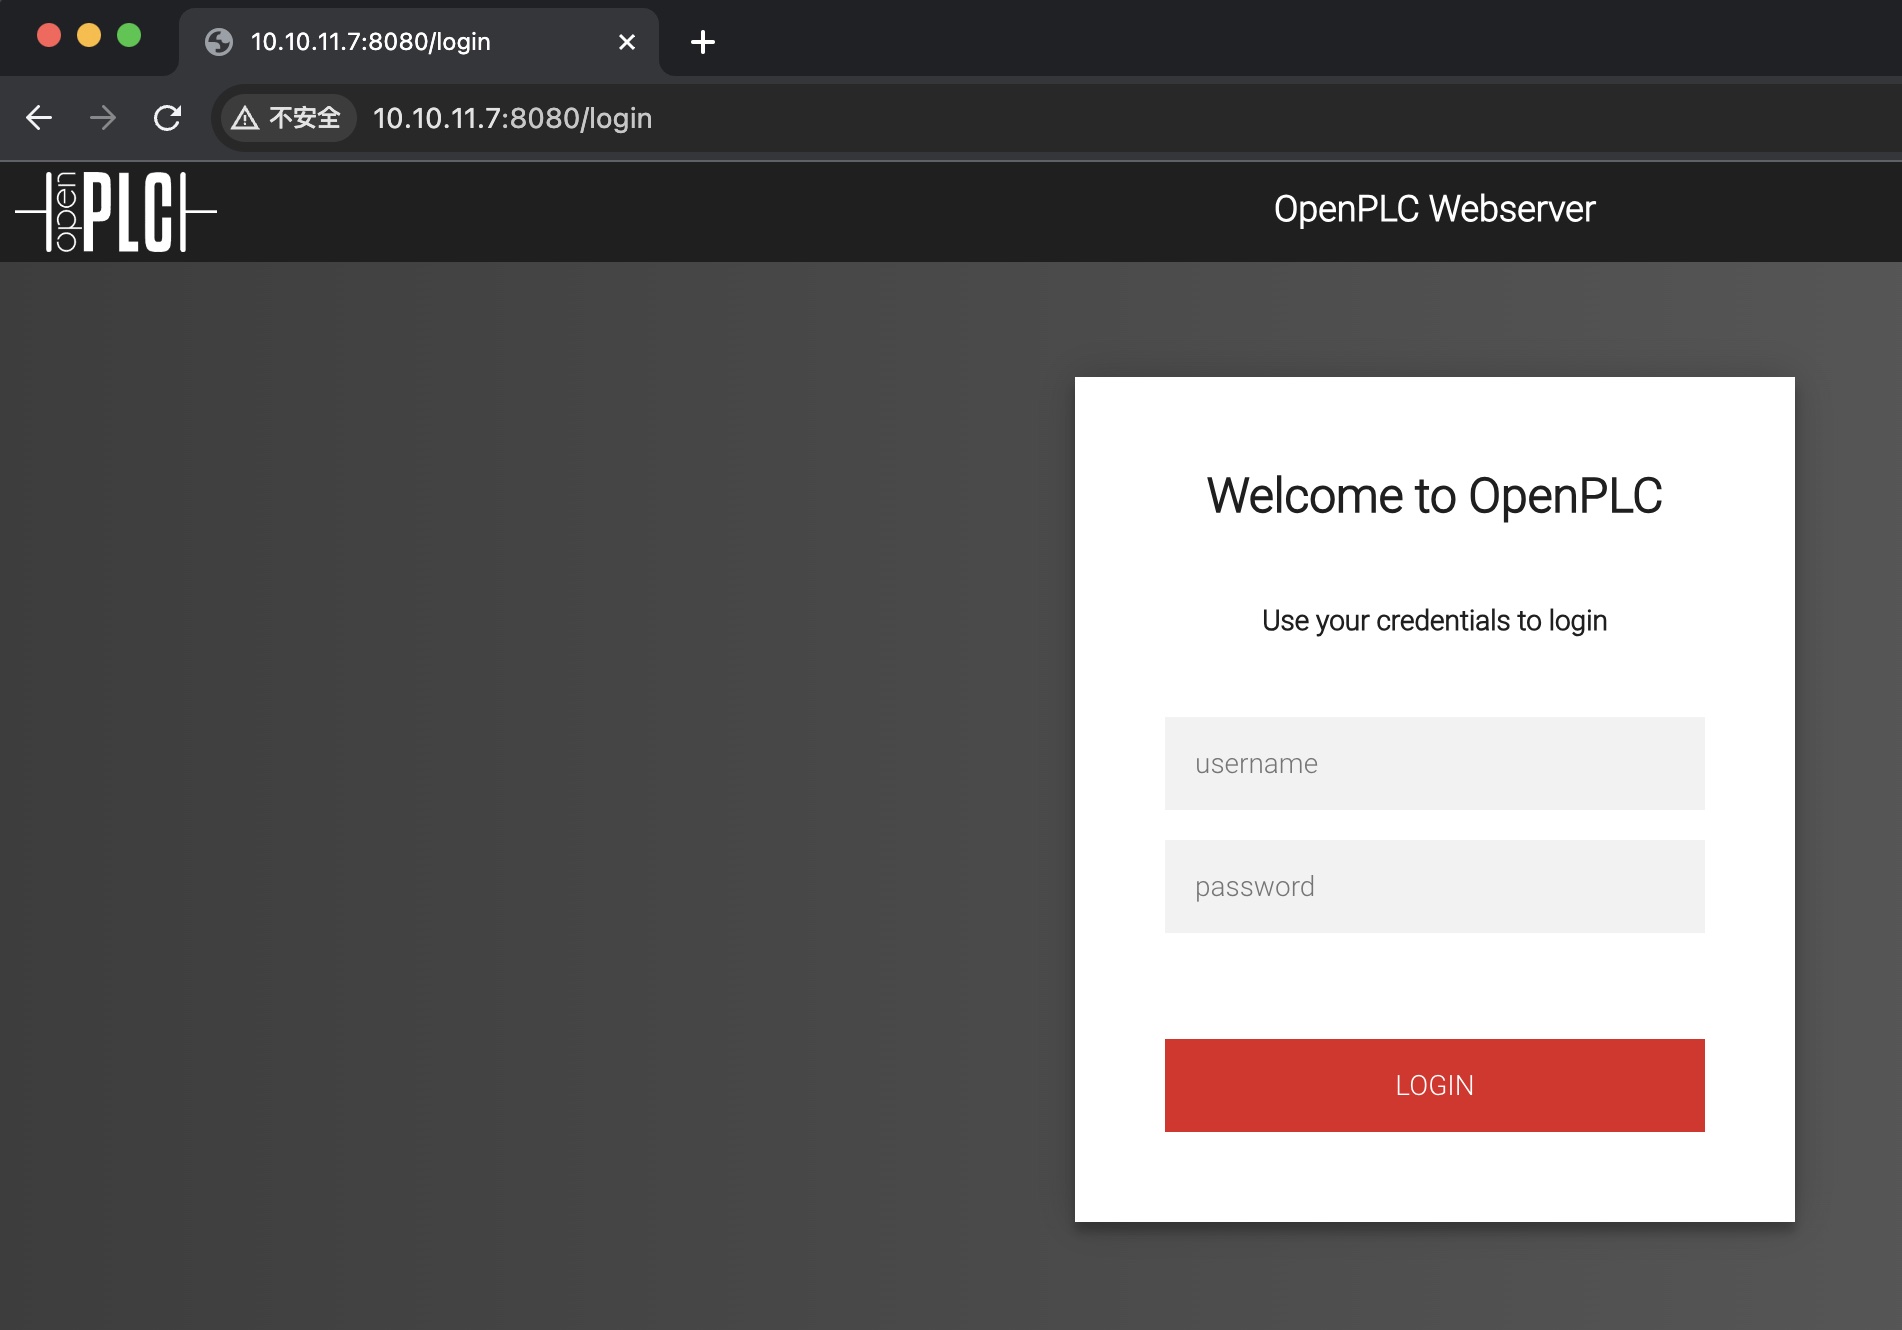 10.10.11.7:8080/login
不安全 10.10.11.7:8080/login
open PLC
OpenPLC Webserver
Welcome to OpenPLC
Use your credentials to login
username
password
LOGIN